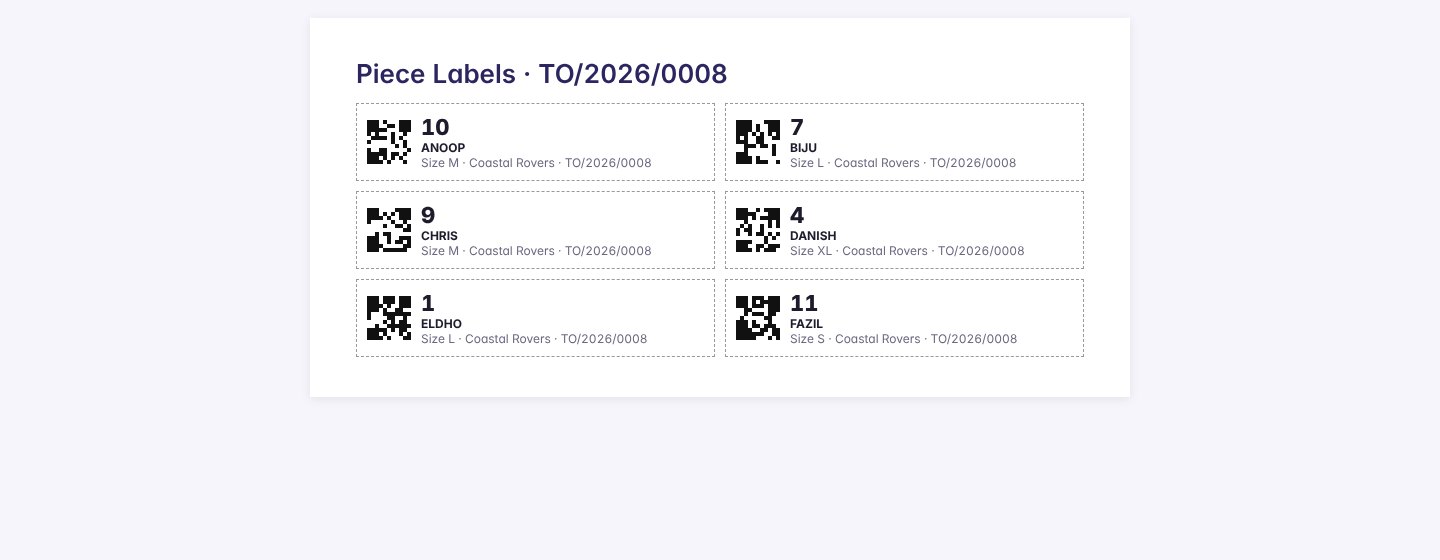 Piece Labels · TO/2026/0008
10
ANOOP
Size M · Coastal Rovers · TO/2026/0008
7
BIJU
Size L · Coastal Rovers · TO/2026/0008
9
CHRIS
Size M · Coastal Rovers · TO/2026/0008
4
DANISH
Size XL · Coastal Rovers · TO/2026/0008
1
ELDHO
Size L · Coastal Rovers · TO/2026/0008
11
FAZIL
Size S · Coastal Rovers · TO/2026/0008